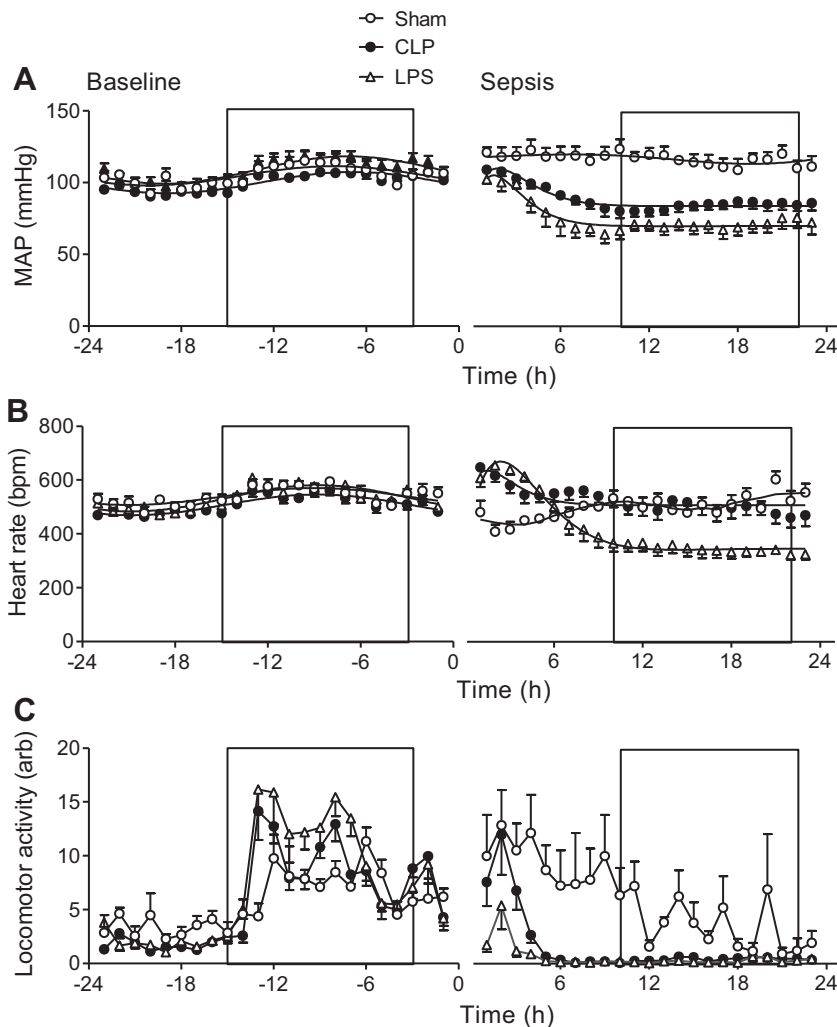 Sham
CLP
LPS
A Baseline Sepsis
150
100
50
0
MAP (mmHg)
-24 -18 -12 -6 0 6 12 18 24
Time (h) Time (h)
B
800
600
400
200
0
Heart rate (bpm)
-24 -18 -12 -6 0 6 12 18 24
Time (h) Time (h)
C
20
15
10
5
0
Locomotor activity (arb)
-24 -18 -12 -6 0 6 12 18 24
Time (h) Time (h)